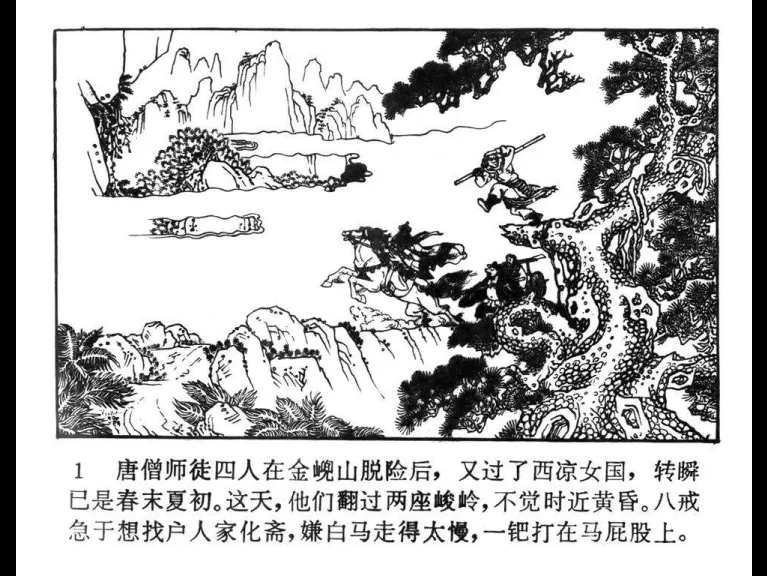 1 唐僧师徒四人在金𠷐山脱险后，又过了西凉女国，转瞬
已是春末夏初。这天，他们翻过两座峻岭，不觉时近黄昏。八戒
急于想找户人家化斋，嫌白马走得太慢，一钯打在马屁股上。